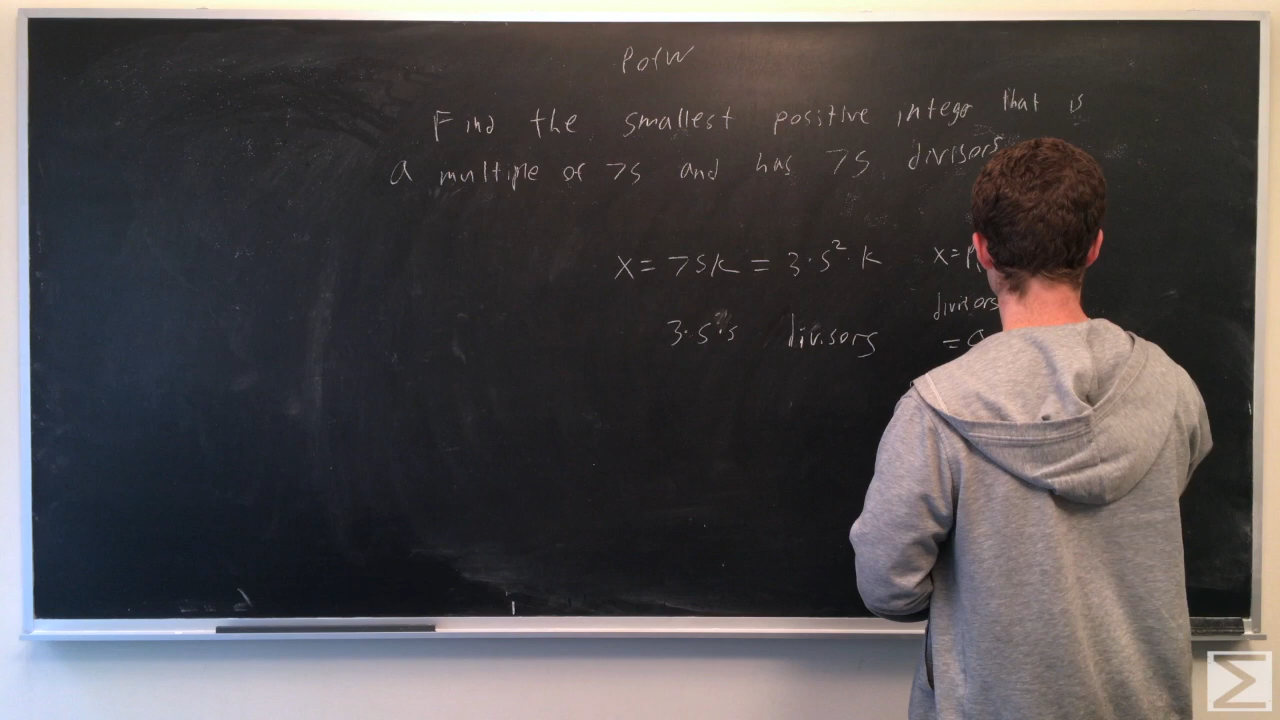 POTW
Find the smallest positive integer that is
a multiple of 75 and has 75 divisors
x = 75k = 3·5²·k x =
3·5·5 divisors divisors
=